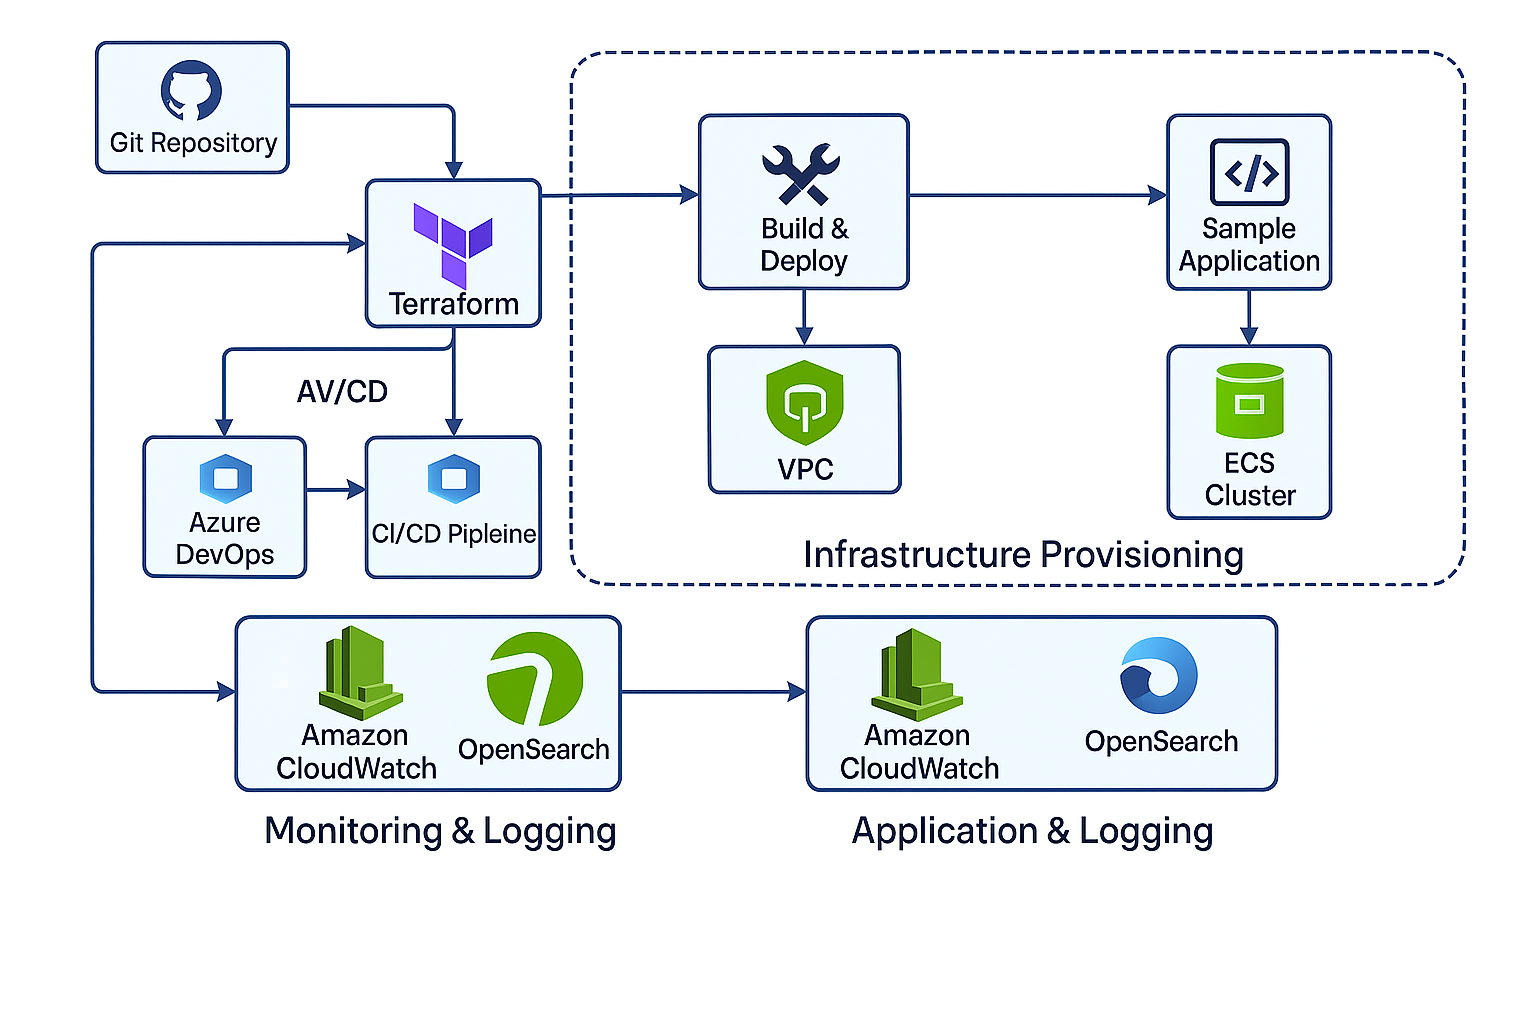 Git Repository
Terraform
Build &
Deploy
Sample
Application
AV/CD
Azure
DevOps
CI/CD Pipleine
VPC
ECS
Cluster
Infrastructure Provisioning
Amazon
CloudWatch
OpenSearch
Monitoring & Logging
Amazon
CloudWatch
OpenSearch
Application & Logging